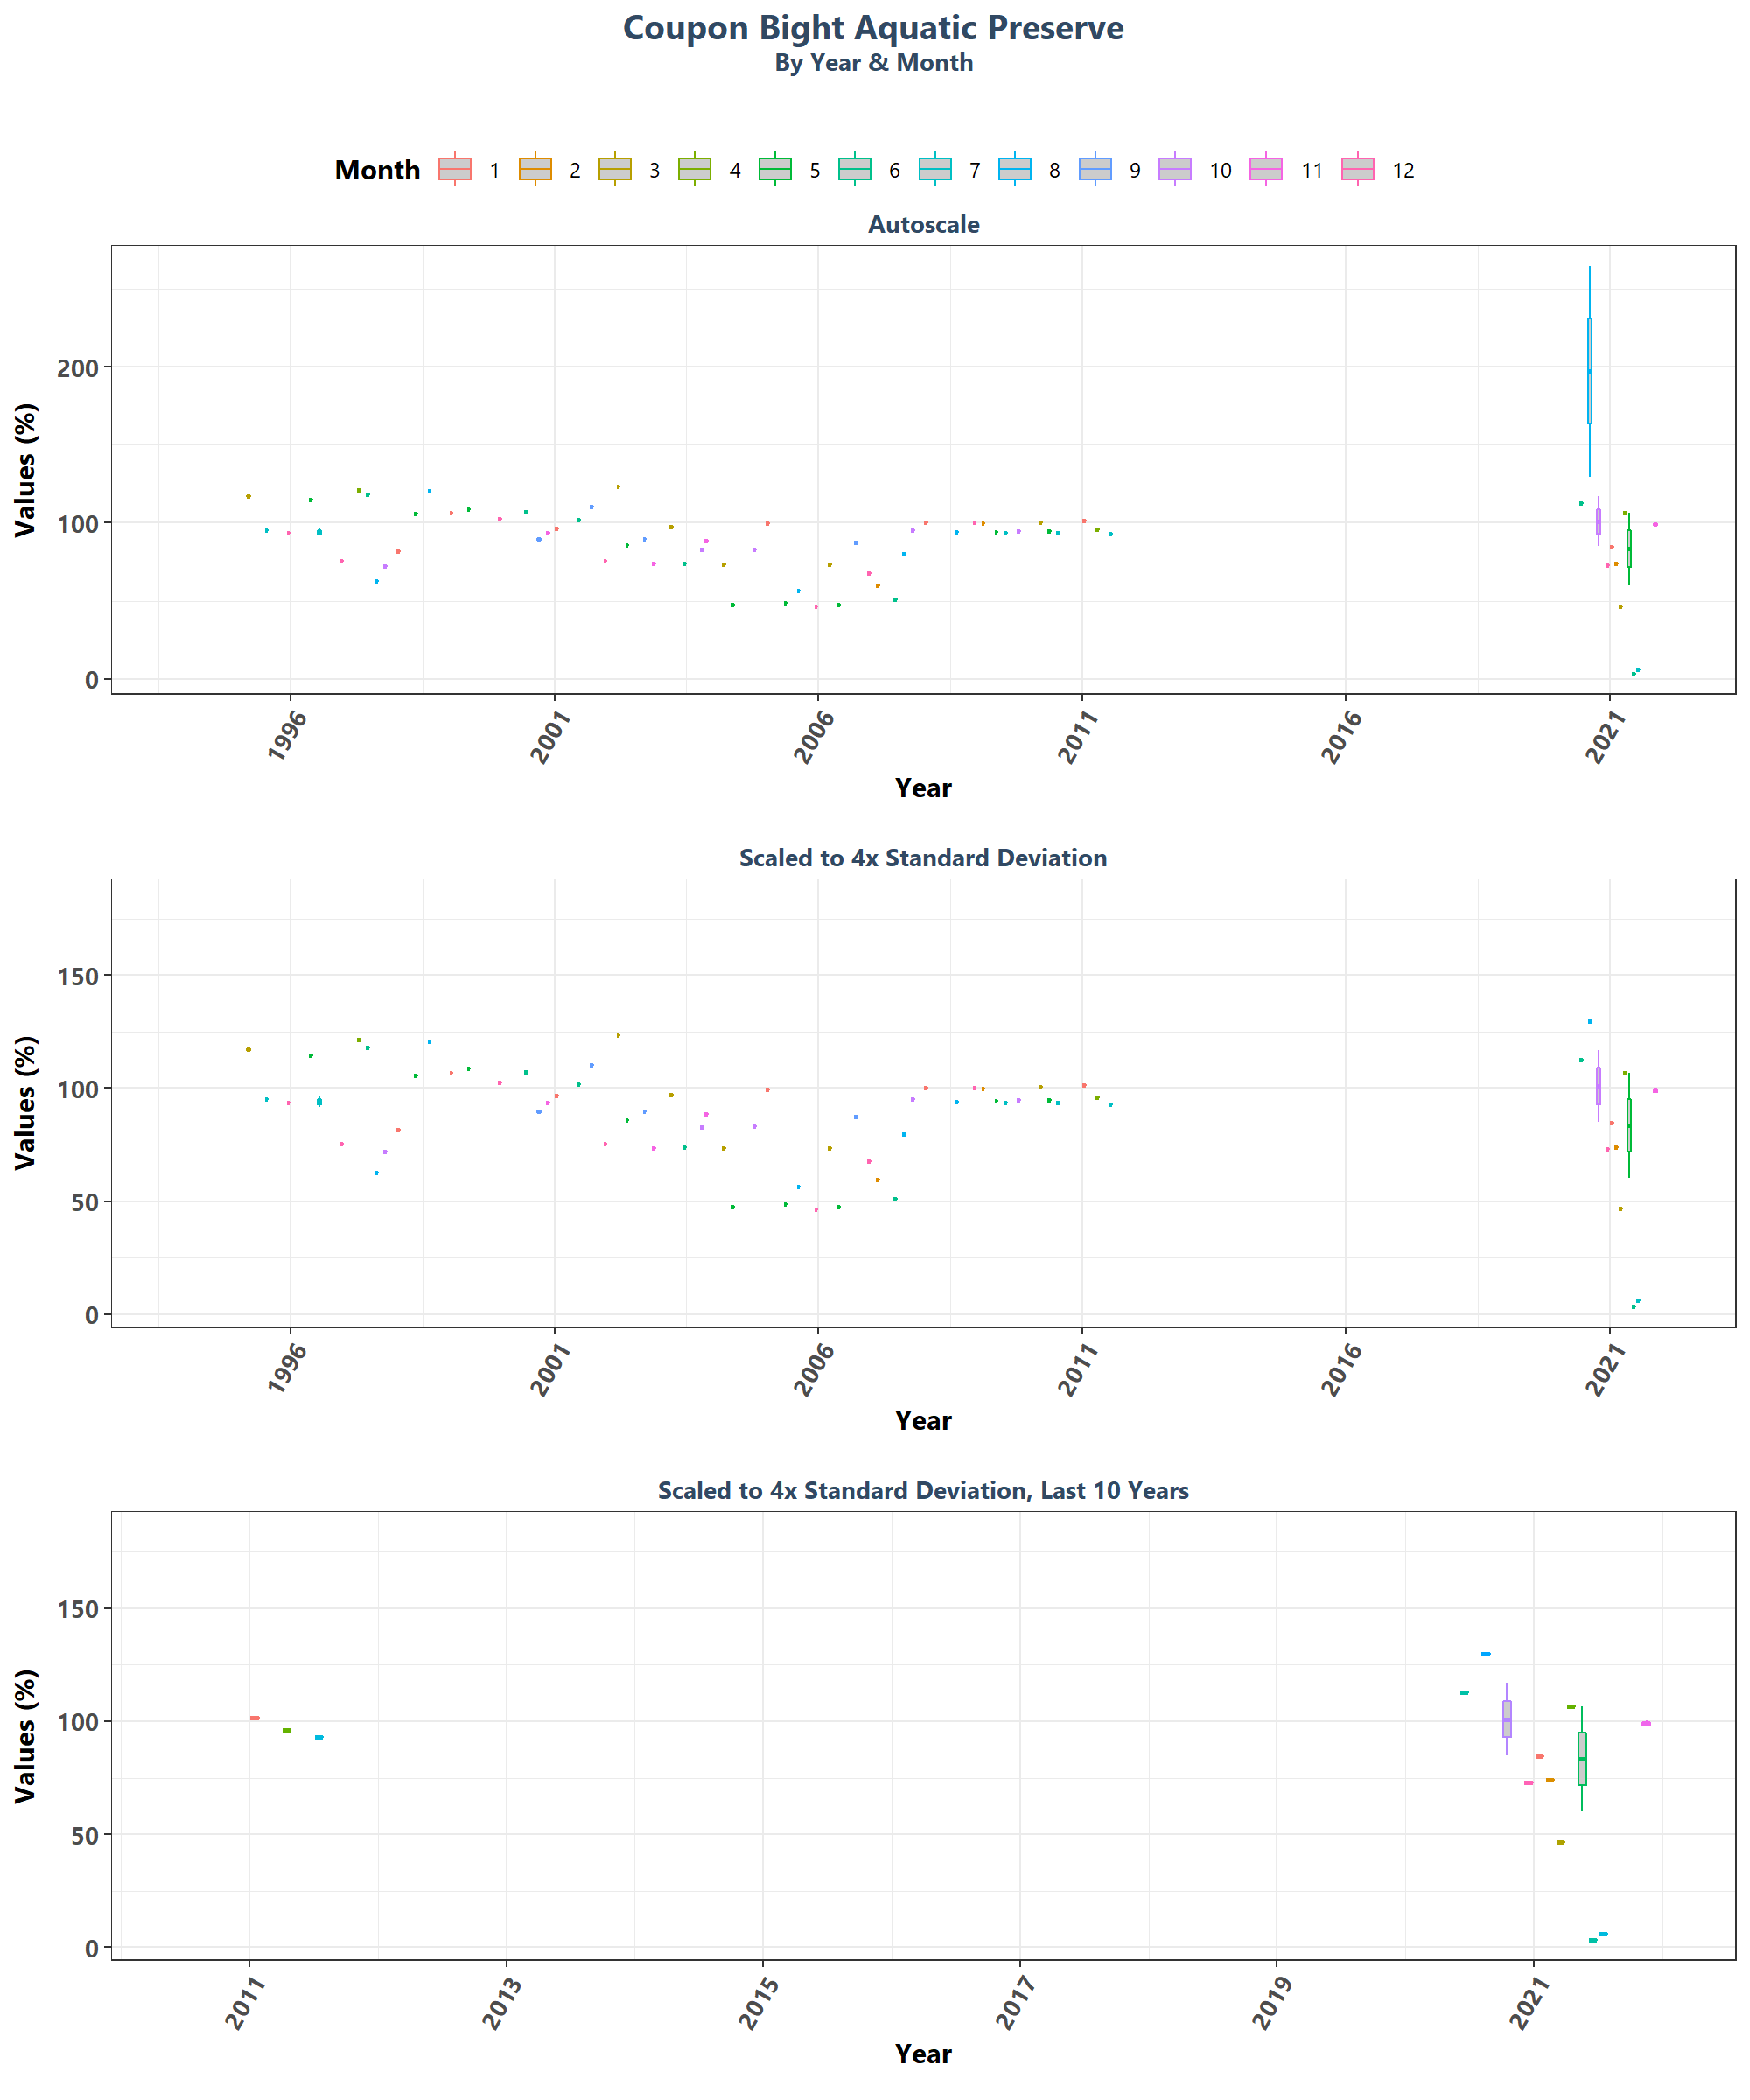 Coupon Bight Aquatic Preserve
By Year & Month
Month 1 2 3 4 5 6 7 8 9 10 11 12
Autoscale
Values (%)
200
100
0
1996 2001 2006 2011 2016 2021
Year
Scaled to 4x Standard Deviation
Values (%)
150
100
50
0
1996 2001 2006 2011 2016 2021
Year
Scaled to 4x Standard Deviation, Last 10 Years
Values (%)
150
100
50
0
2011 2013 2015 2017 2019 2021
Year